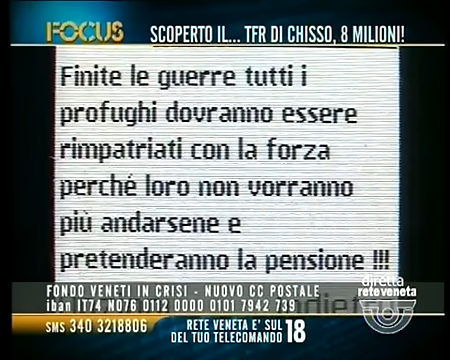 FOCUS
SCOPERTO IL... TFR DI CHISSO, 8 MILIONI!
Finite le guerre tutti i
profughi dovranno essere
rimpatriati con la forza
perché loro non vorranno
più andarsene e
pretenderanno la pensione !!!
diretta
reteveneta
FONDO VENETI IN CRISI - NUOVO CC POSTALE
iban IT74 N076 0112 0000 0101 7942 739
SMS 340 3218806
RETE VENETA E' SUL
DEL TUO TELECOMANDO 18